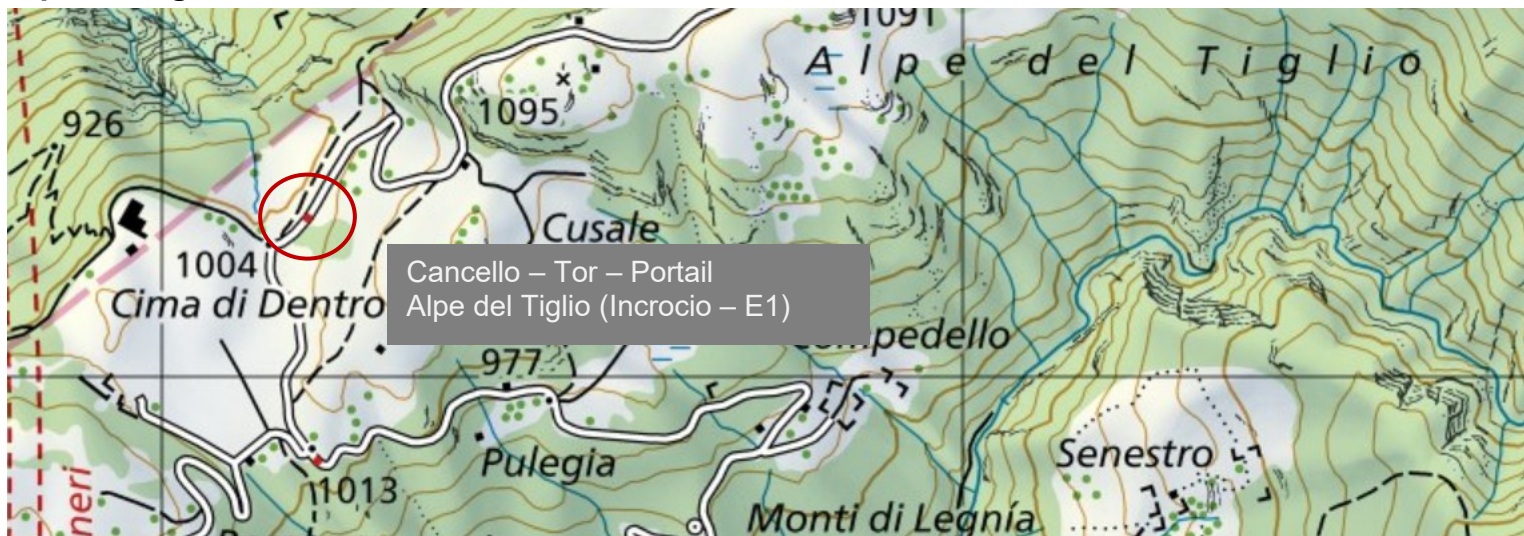 1091
Alpe del Tiglio
1095
926
Cusale
1004
Cima di Dentro
Cancello – Tor – Portail
Alpe del Tiglio (Incrocio – E1)
977
Pulegia
Senestro
1013
neri
Monti di Legnía